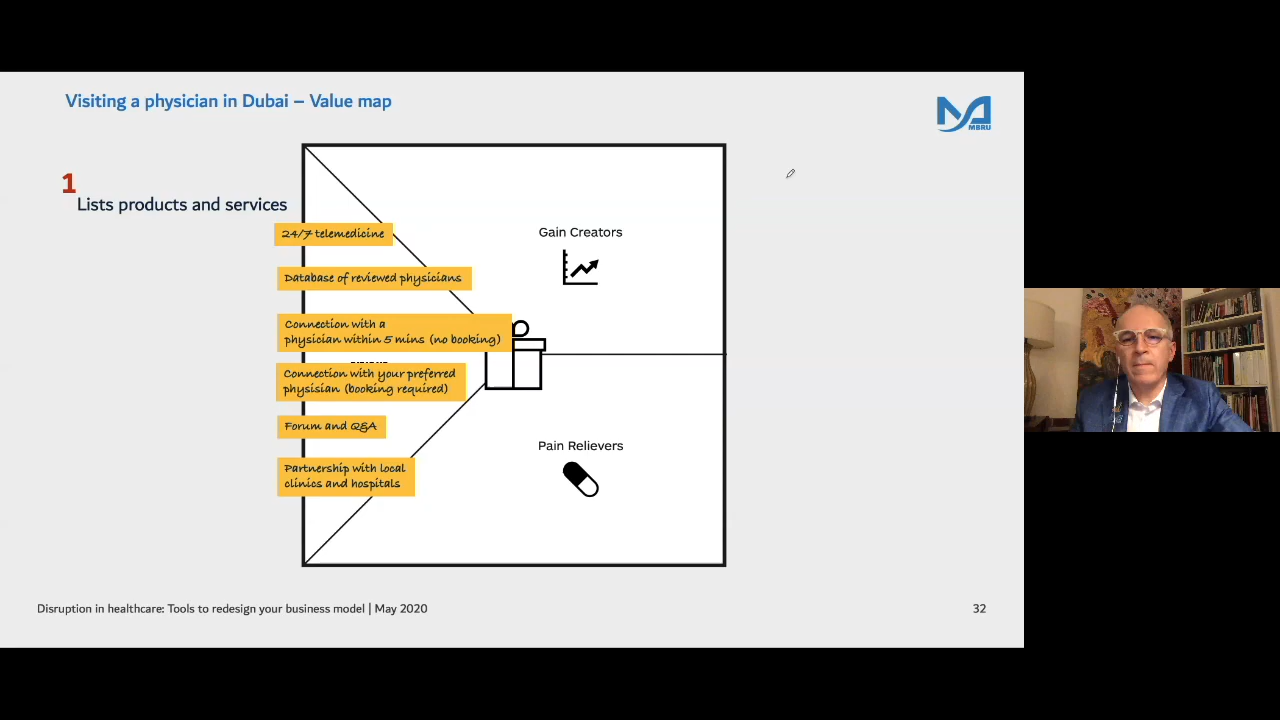 Visiting a physician in Dubai – Value map
MBRU
1
Lists products and services
24/7 telemedicine
Database of reviewed physicians
Connection with a
physician within 5 mins (no booking)
Connection with your preferred
physisian (booking required)
Forum and Q&A
Partnership with local
clinics and hospitals
Gain Creators
Pain Relievers
Disruption in healthcare: Tools to redesign your business model | May 2020
32